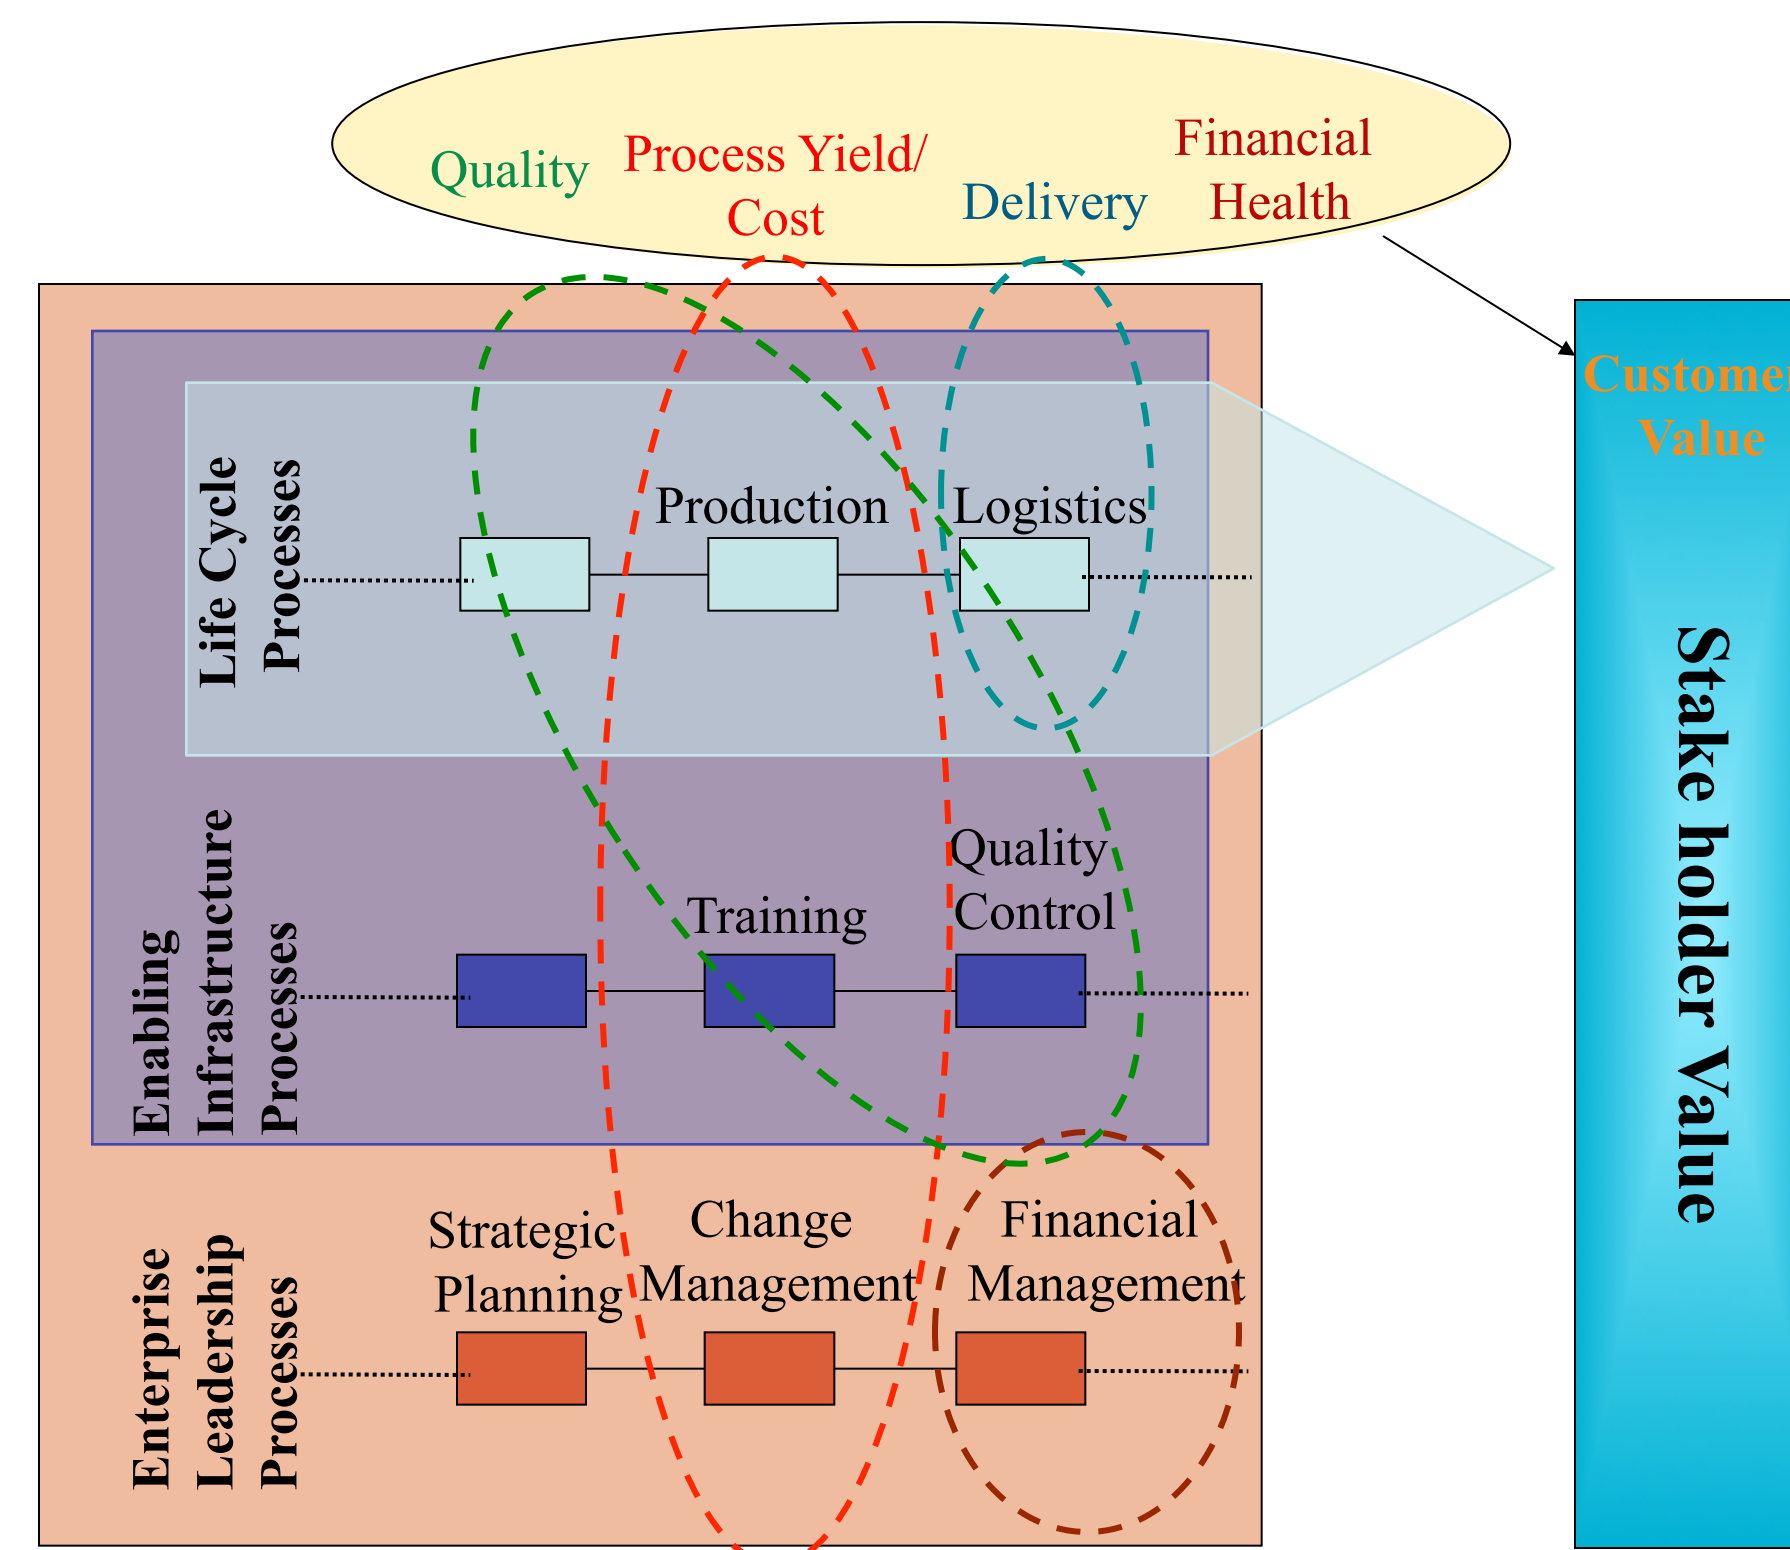 Quality
Process Yield/
Cost
Delivery
Financial
Health
Customer
Value
Life Cycle
Processes
Production
Logistics
Enabling
Infrastructure
Processes
Training
Quality
Control
Enterprise
Leadership
Processes
Strategic
Planning
Change
Management
Financial
Management
Stake holder Value